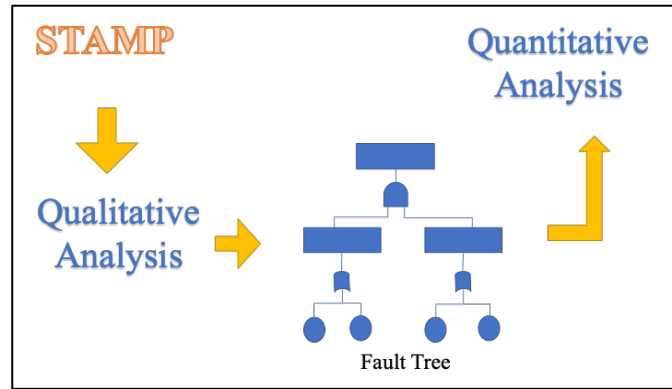 STAMP
Qualitative
Analysis
Fault Tree
Quantitative
Analysis